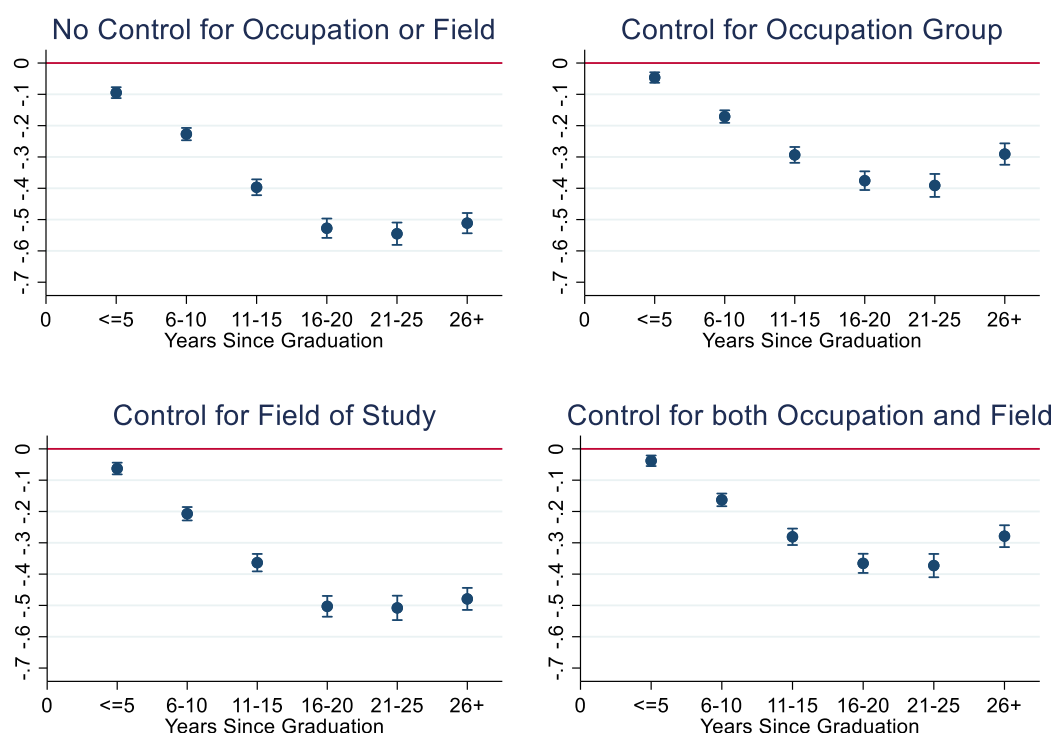 No Control for Occupation or Field
0
-.1
-.2
-.3
-.4
-.5
-.6
-.7
0 <=5 6-10 11-15 16-20 21-25 26+
Years Since Graduation
Control for Occupation Group
0
-.1
-.2
-.3
-.4
-.5
-.6
-.7
0 <=5 6-10 11-15 16-20 21-25 26+
Years Since Graduation
Control for Field of Study
0
-.1
-.2
-.3
-.4
-.5
-.6
-.7
0 <=5 6-10 11-15 16-20 21-25 26+
Years Since Graduation
Control for both Occupation and Field
0
-.1
-.2
-.3
-.4
-.5
-.6
-.7
0 <=5 6-10 11-15 16-20 21-25 26+
Years Since Graduation